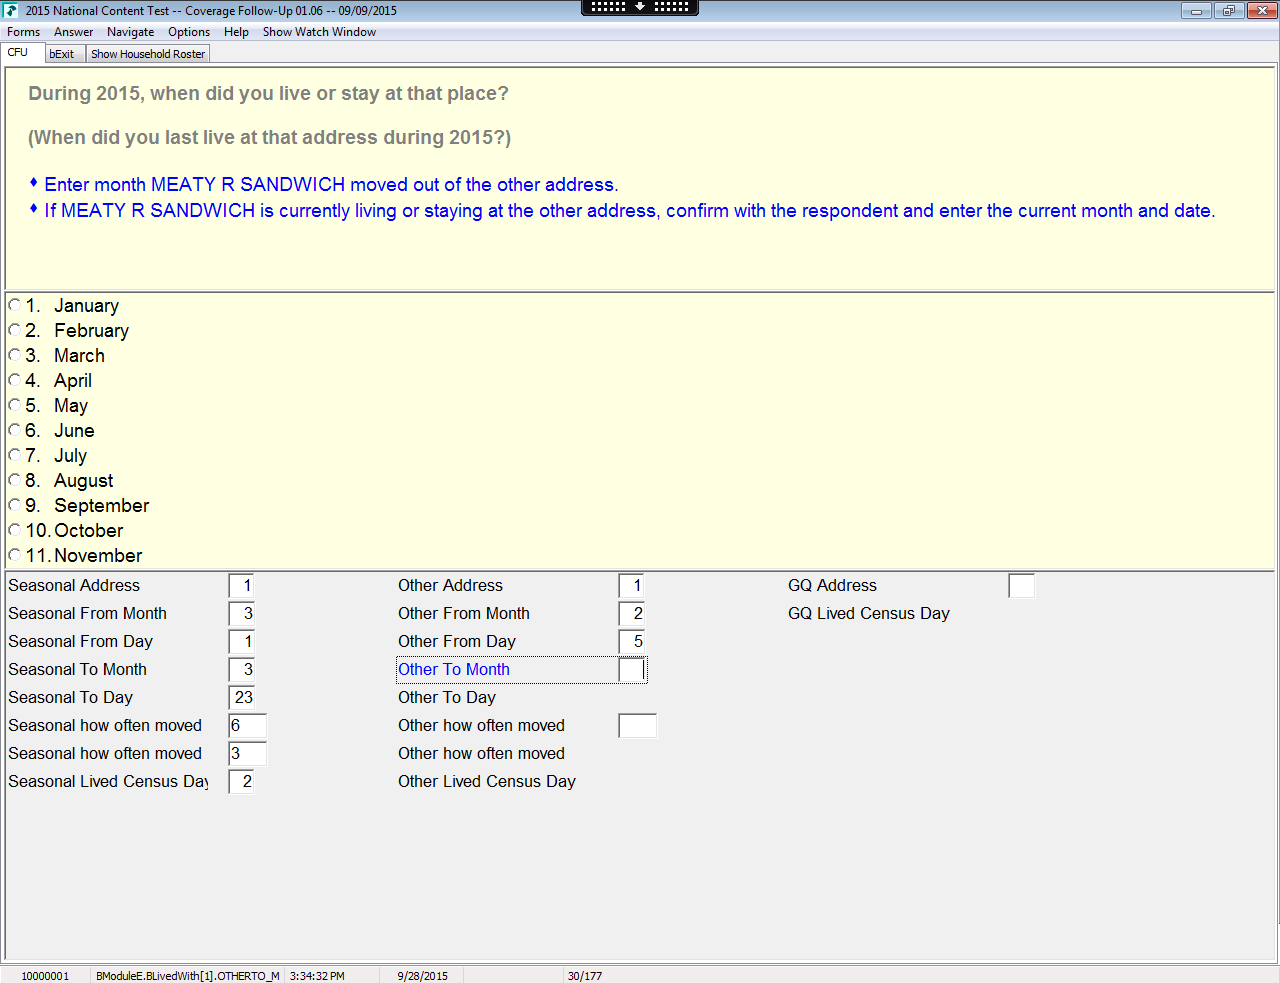 2015 National Content Test -- Coverage Follow-Up 01.06 -- 09/09/2015
Forms Answer Navigate Options Help Show Watch Window
CFU bExit Show Household Roster
During 2015, when did you live or stay at that place?
(When did you last live at that address during 2015?)
♦ Enter month MEATY R SANDWICH moved out of the other address.
♦ If MEATY R SANDWICH is currently living or staying at the other address, confirm with the respondent and enter the current month and date.
1. January
2. February
3. March
4. April
5. May
6. June
7. July
8. August
9. September
10. October
11. November
Seasonal Address 1 Other Address 1 GQ Address
Seasonal From Month 3 Other From Month 2 GQ Lived Census Day
Seasonal From Day 1 Other From Day 5
Seasonal To Month 3 Other To Month
Seasonal To Day 23 Other To Day
Seasonal how often moved 6 Other how often moved
Seasonal how often moved 3 Other how often moved
Seasonal Lived Census Day 2 Other Lived Census Day
10000001 BModuleE.BLivedWith[1].OTHERTO_M 3:34:32 PM 9/28/2015 30/177